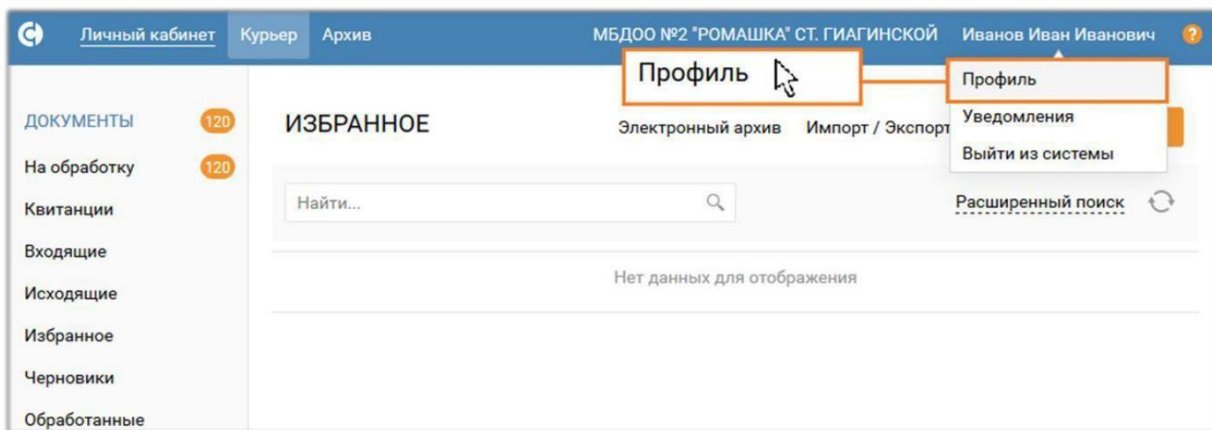 Личный кабинет Курьер Архив МБДОО №2 "РОМАШКА" СТ. ГИАГИНСКОЙ Иванов Иван Иванович ?
Профиль
Профиль
ДОКУМЕНТЫ 120
ИЗБРАННОЕ
Электронный архив Импорт / Экспорт
Уведомления
Выйти из системы
На обработку 120
Найти...
Расширенный поиск
Квитанции
Входящие
Нет данных для отображения
Исходящие
Избранное
Черновики
Обработанные